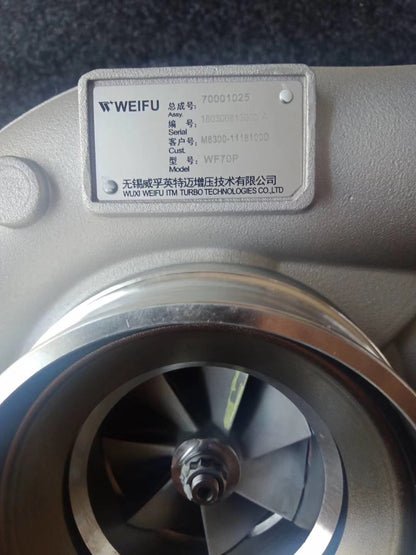 WEIFU 总成号: 70001025
Assy.
编 号:
Serial
客户号: M8300-1118100D
Cust.
型 号: WF70P
Model
无锡威孚英特迈增压技术有限公司
WUXI WEIFU ITM TURBO TECHNOLOGIES CO.,LTD